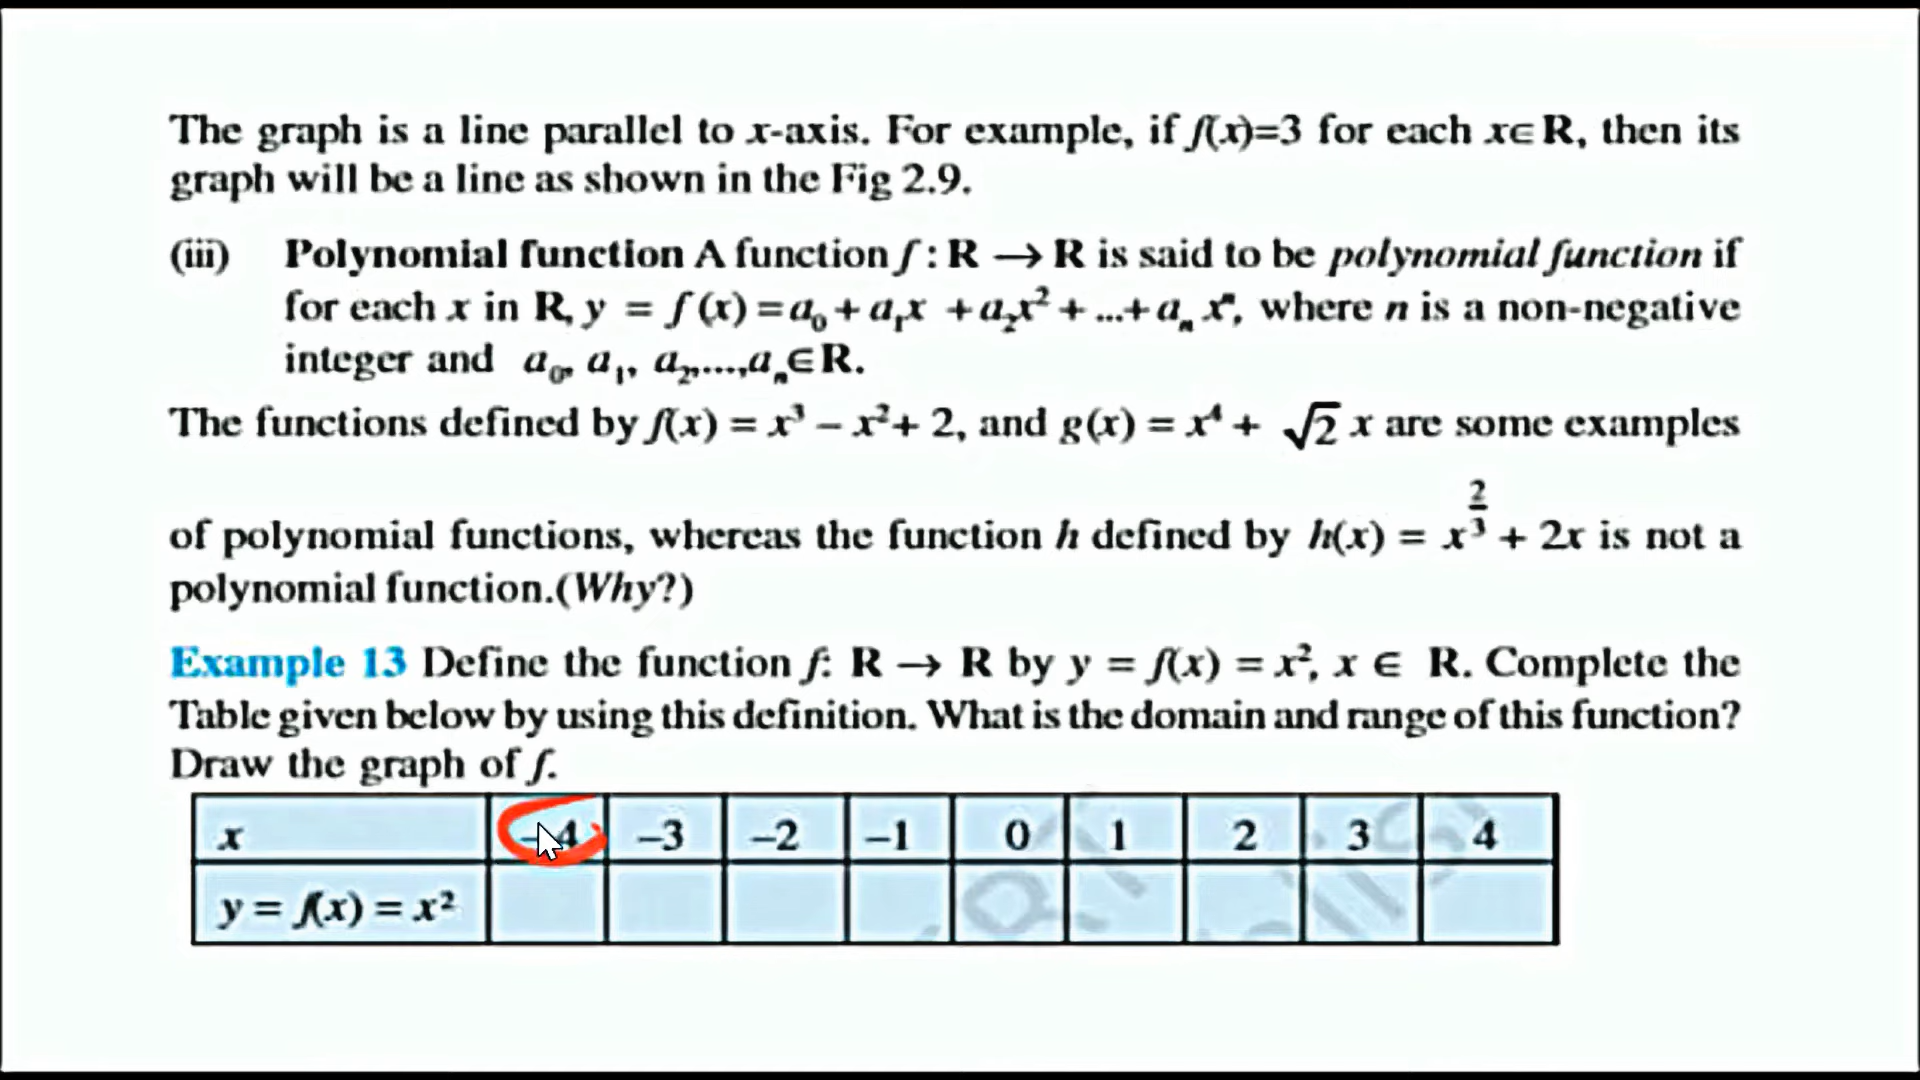 The graph is a line parallel to x-axis. For example, if f(x)=3 for each x∈R, then its
graph will be a line as shown in the Fig 2.9.
(iii) Polynomial function A function f : R → R is said to be polynomial function if
for each x in R, y = f (x) = a₀ + a₁x + a₂x² + ...+ aₙ xⁿ, where n is a non-negative
integer and a₀, a₁, a₂,...,aₙ∈R.
The functions defined by f(x) = x³ – x²+ 2, and g(x) = x⁴ + √2 x are some examples
of polynomial functions, whereas the function h defined by h(x) = x^(2/3) + 2x is not a
polynomial function.(Why?)
Example 13 Define the function f: R → R by y = f(x) = x², x ∈ R. Complete the
Table given below by using this definition. What is the domain and range of this function?
Draw the graph of f.
x –4 –3 –2 –1 0 1 2 3 4
y = f(x) = x²